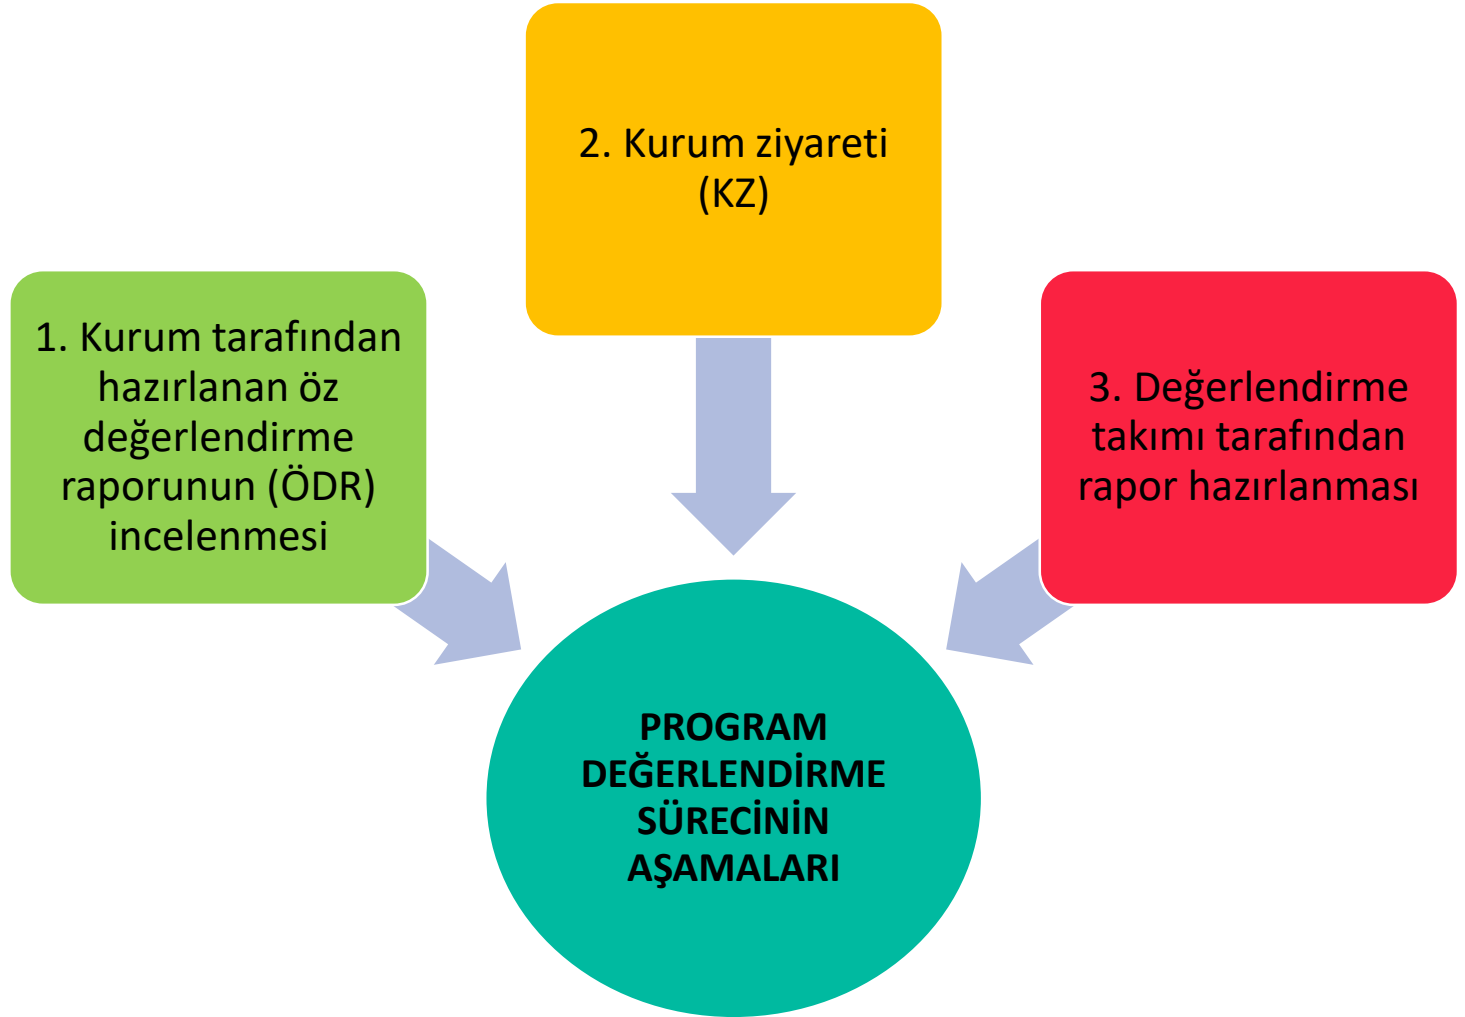 1. Kurum tarafından
hazırlanan öz
değerlendirme
raporunun (ÖDR)
incelenmesi
2. Kurum ziyareti
(KZ)
3. Değerlendirme
takımı tarafından
rapor hazırlanması
PROGRAM
DEĞERLENDİRME
SÜRECİNİN
AŞAMALARI